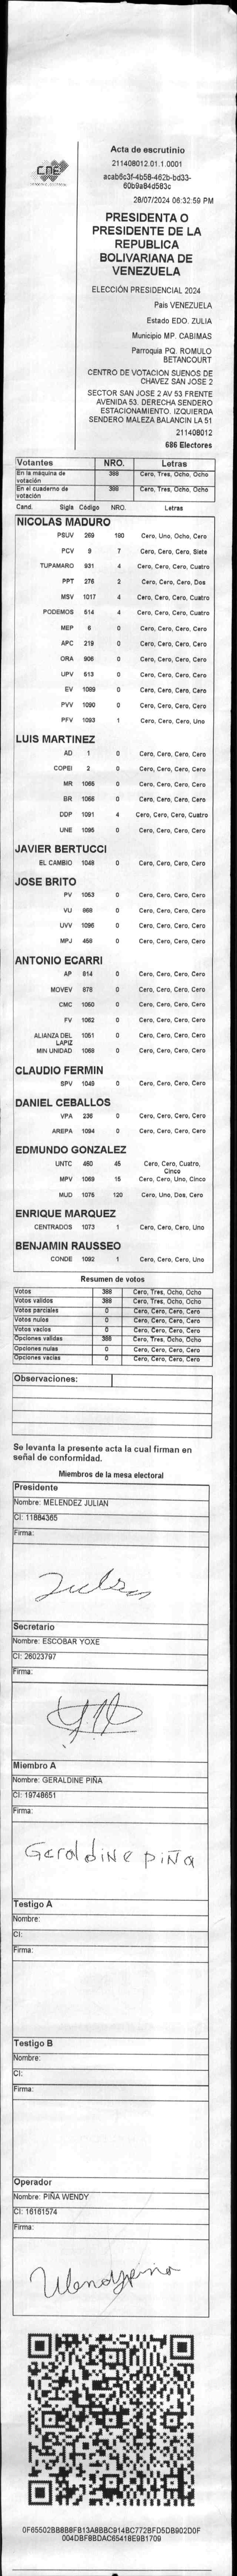 CNE
Acta de escrutinio
211408012.01.1.0001
acab6c3f-4b58-462b-bd33-
60b9a84d583c
28/07/2024 06:32:59 PM
PRESIDENTA O
PRESIDENTE DE LA
REPUBLICA
BOLIVARIANA DE
VENEZUELA
ELECCIÓN PRESIDENCIAL 2024
Pais VENEZUELA
Estado EDO. ZULIA
Municipio MP. CABIMAS
Parroquia PQ. ROMULO
BETANCOURT
CENTRO DE VOTACIÓN SUENOS DE
CHAVEZ SAN JOSE 2
SECTOR SAN JOSE 2 AV 53 FRENTE
AVENIDA 53. DERECHA SENDERO
ESTACIONAMIENTO. IZQUIERDA
SENDERO MALEZA BALANCIN LA 51
211408012
686 Electores
Votantes NRO. Letras
En la máquina de votación 388 Cero, Tres, Ocho, Ocho
En el cuaderno de votación 388 Cero, Tres, Ocho, Ocho
Cand. Sigla Código NRO. Letras
NICOLAS MADURO
PSUV 269 180 Cero, Uno, Ocho, Cero
PCV 9 7 Cero, Cero, Cero, Siete
TUPAMARO 931 4 Cero, Cero, Cero, Cuatro
PPT 276 2 Cero, Cero, Cero, Dos
MSV 1017 4 Cero, Cero, Cero, Cuatro
PODEMOS 514 4 Cero, Cero, Cero, Cuatro
MEP 6 0 Cero, Cero, Cero, Cero
APC 219 0 Cero, Cero, Cero, Cero
ORA 906 0 Cero, Cero, Cero, Cero
UPV 513 0 Cero, Cero, Cero, Cero
EV 1089 0 Cero, Cero, Cero, Cero
PVV 1090 0 Cero, Cero, Cero, Cero
PFV 1093 1 Cero, Cero, Cero, Uno
LUIS MARTINEZ
AD 1 0 Cero, Cero, Cero, Cero
COPEI 2 0 Cero, Cero, Cero, Cero
MR 1065 0 Cero, Cero, Cero, Cero
BR 1066 0 Cero, Cero, Cero, Cero
DDP 1091 4 Cero, Cero, Cero, Cuatro
UNE 1095 0 Cero, Cero, Cero, Cero
JAVIER BERTUCCI
EL CAMBIO 1048 0 Cero, Cero, Cero, Cero
JOSE BRITO
PV 1053 0 Cero, Cero, Cero, Cero
VU 868 0 Cero, Cero, Cero, Cero
UVV 1096 0 Cero, Cero, Cero, Cero
MPJ 458 0 Cero, Cero, Cero, Cero
ANTONIO ECARRI
AP 814 0 Cero, Cero, Cero, Cero
MOVEV 878 0 Cero, Cero, Cero, Cero
CMC 1050 0 Cero, Cero, Cero, Cero
FV 1062 0 Cero, Cero, Cero, Cero
ALIANZA DEL LAPIZ 1051 0 Cero, Cero, Cero, Cero
MIN UNIDAD 1068 0 Cero, Cero, Cero, Cero
CLAUDIO FERMIN
SPV 1049 0 Cero, Cero, Cero, Cero
DANIEL CEBALLOS
VPA 236 0 Cero, Cero, Cero, Cero
AREPA 1094 0 Cero, Cero, Cero, Cero
EDMUNDO GONZALEZ
UNTC 460 45 Cero, Cero, Cuatro, Cinco
MPV 1069 15 Cero, Cero, Uno, Cinco
MUD 1075 120 Cero, Uno, Dos, Cero
ENRIQUE MARQUEZ
CENTRADOS 1073 1 Cero, Cero, Cero, Uno
BENJAMIN RAUSSEO
CONDE 1092 1 Cero, Cero, Cero, Uno
Resumen de votos
Votos 388 Cero, Tres, Ocho, Ocho
Votos validos 388 Cero, Tres, Ocho, Ocho
Votos parciales 0 Cero, Cero, Cero, Cero
Votos nulos 0 Cero, Cero, Cero, Cero
Votos vacios 0 Cero, Cero, Cero, Cero
Opciones validas 388 Cero, Tres, Ocho, Ocho
Opciones nulas 0 Cero, Cero, Cero, Cero
Opciones vacias 0 Cero, Cero, Cero, Cero
Observaciones:
Se levanta la presente acta la cual firman en
señal de conformidad.
Miembros de la mesa electoral
Presidente
Nombre: MELENDEZ JULIAN
CI: 11884365
Firma:
Secretario
Nombre: ESCOBAR YOXE
CI: 26023797
Firma:
Miembro A
Nombre: GERALDINE PIÑA
CI: 19748651
Firma:
Geraldine piña
Testigo A
Nombre:
CI:
Firma:
Testigo B
Nombre:
CI:
Firma:
Operador
Nombre: PIÑA WENDY
CI: 16161574
Firma:
Wendy piña
0F65502BB8B8FB13A8BBC914BC772BFD5DB902D0F
004DBF8BDAC65418E9B1709